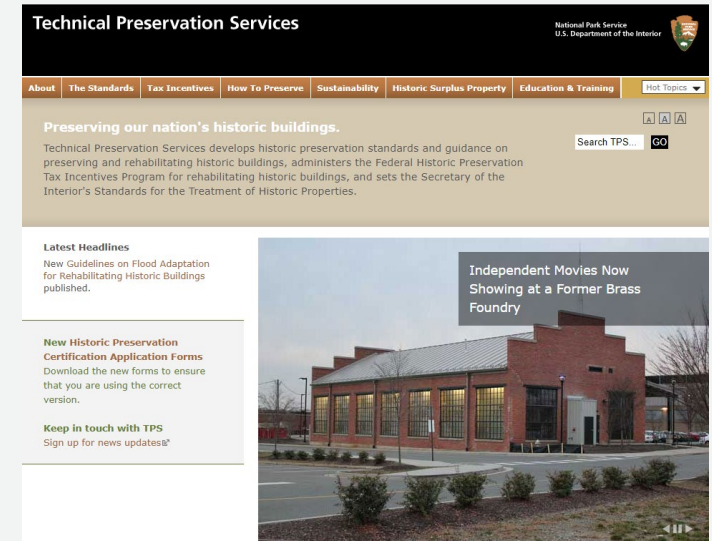 Technical Preservation Services
National Park Service
U.S. Department of the Interior
About The Standards Tax Incentives How To Preserve Sustainability Historic Surplus Property Education & Training Hot Topics
A A A
Preserving our nation's historic buildings.
Search TPS... GO
Technical Preservation Services develops historic preservation standards and guidance on
preserving and rehabilitating historic buildings, administers the Federal Historic Preservation
Tax Incentives Program for rehabilitating historic buildings, and sets the Secretary of the
Interior's Standards for the Treatment of Historic Properties.
Latest Headlines
New Guidelines on Flood Adaptation
for Rehabilitating Historic Buildings
published.
Independent Movies Now
Showing at a Former Brass
Foundry
New Historic Preservation
Certification Application Forms
Download the new forms to ensure
that you are using the correct
version.
Keep in touch with TPS
Sign up for news updates